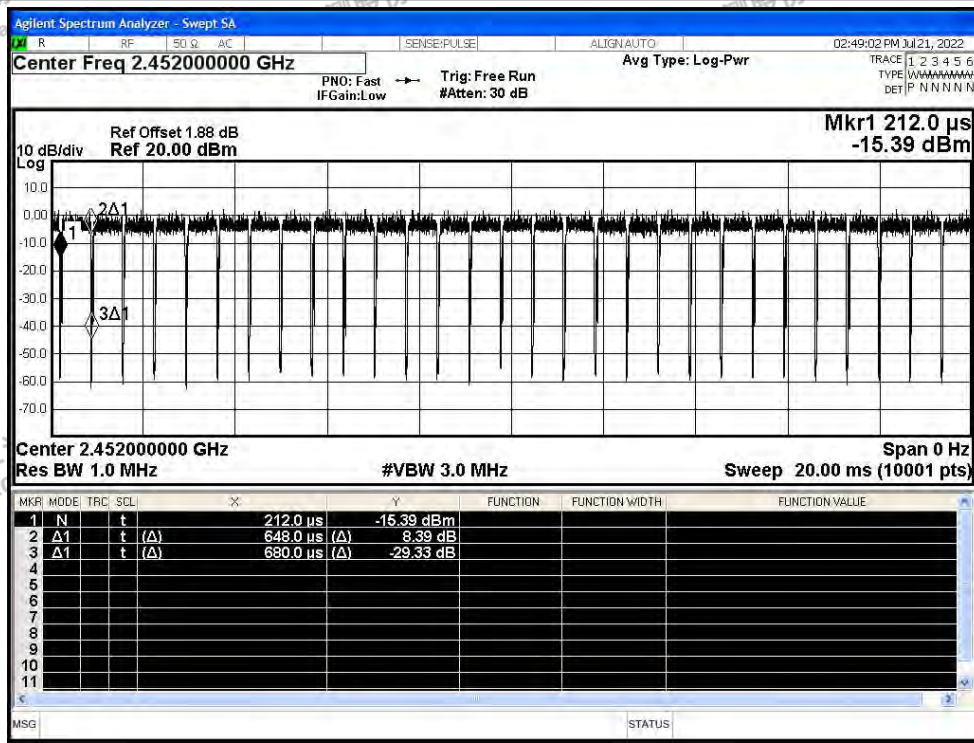 Agilent Spectrum Analyzer - Swept SA
R RF 50 Ω AC SENSE:PULSE ALIGNAUTO 02:49:02 PM Jul 21, 2022
Center Freq 2.452000000 GHz
Avg Type: Log-Pwr
TRACE 1 2 3 4 5 6
PNO: Fast
Trig: Free Run
TYPE WWWWWW
IFGain:Low
#Atten: 30 dB
DET P N N N N N
Mkr1 212.0 µs
-15.39 dBm
Ref Offset 1.88 dB
10 dB/div Ref 20.00 dBm
Log
10.0
0.00
-10.0
-20.0
-30.0
-40.0
-50.0
-60.0
-70.0
1
2Δ1
3Δ1
Center 2.452000000 GHz Span 0 Hz
Res BW 1.0 MHz #VBW 3.0 MHz Sweep 20.00 ms (10001 pts)
MKR MODE TRC SCL X Y FUNCTION FUNCTION WIDTH FUNCTION VALUE
1 N t 212.0 µs -15.39 dBm
2 Δ1 t (Δ) 648.0 µs (Δ) 8.39 dB
3 Δ1 t (Δ) 680.0 µs (Δ) -29.33 dB
4
5
6
7
8
9
10
11
MSG STATUS